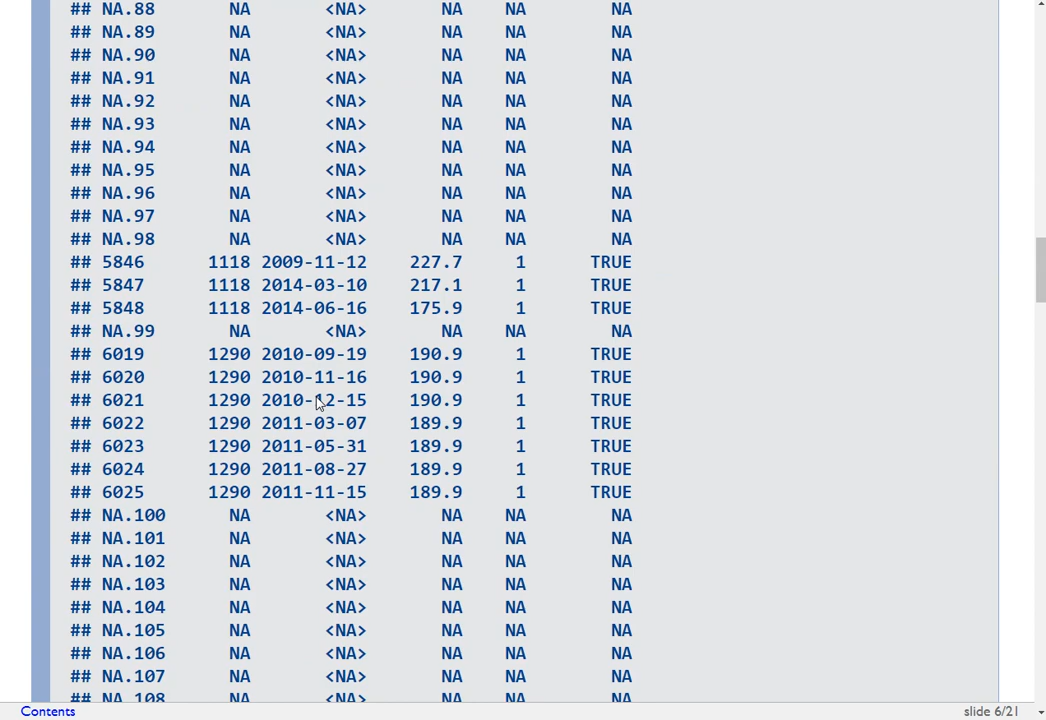 ## NA.88 NA <NA> NA NA NA
## NA.89 NA <NA> NA NA NA
## NA.90 NA <NA> NA NA NA
## NA.91 NA <NA> NA NA NA
## NA.92 NA <NA> NA NA NA
## NA.93 NA <NA> NA NA NA
## NA.94 NA <NA> NA NA NA
## NA.95 NA <NA> NA NA NA
## NA.96 NA <NA> NA NA NA
## NA.97 NA <NA> NA NA NA
## NA.98 NA <NA> NA NA NA
## 5846 1118 2009-11-12 227.7 1 TRUE
## 5847 1118 2014-03-10 217.1 1 TRUE
## 5848 1118 2014-06-16 175.9 1 TRUE
## NA.99 NA <NA> NA NA NA
## 6019 1290 2010-09-19 190.9 1 TRUE
## 6020 1290 2010-11-16 190.9 1 TRUE
## 6021 1290 2010-12-15 190.9 1 TRUE
## 6022 1290 2011-03-07 189.9 1 TRUE
## 6023 1290 2011-05-31 189.9 1 TRUE
## 6024 1290 2011-08-27 189.9 1 TRUE
## 6025 1290 2011-11-15 189.9 1 TRUE
## NA.100 NA <NA> NA NA NA
## NA.101 NA <NA> NA NA NA
## NA.102 NA <NA> NA NA NA
## NA.103 NA <NA> NA NA NA
## NA.104 NA <NA> NA NA NA
## NA.105 NA <NA> NA NA NA
## NA.106 NA <NA> NA NA NA
## NA.107 NA <NA> NA NA NA
## NA.108 NA <NA> NA NA NA
Contents slide 6/21